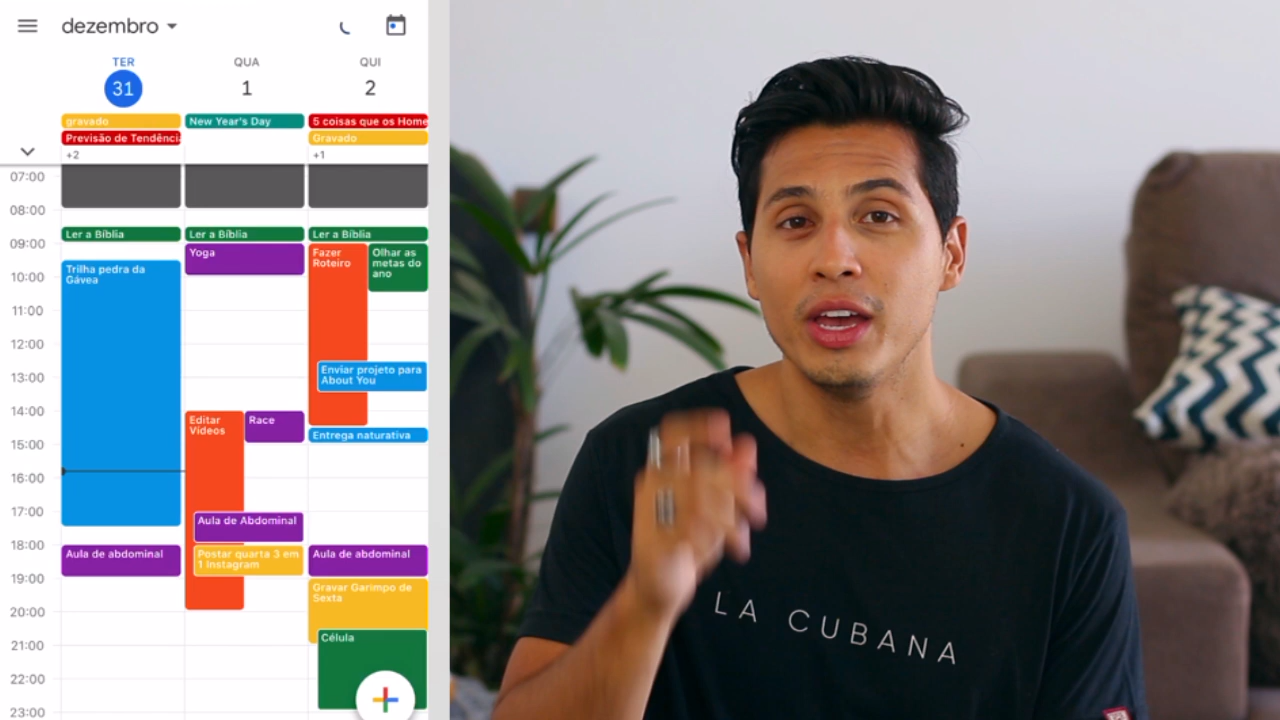 dezembro
TER
QUA
QUI
31
1
2
gravado
New Year's Day
5 coisas que os Home
Previsão de Tendência
Gravado
+2
+1
07:00
08:00
Ler a Bíblia
Ler a Bíblia
Ler a Bíblia
09:00
Yoga
Fazer
Roteiro
Olhar as
metas do
ano
Trilha pedra da
Gávea
10:00
11:00
12:00
Enviar projeto para
About You
13:00
14:00
Editar
Vídeos
Race
Entrega naturativa
15:00
16:00
17:00
Aula de Abdominal
18:00
Aula de abdominal
Postar quarta 3 em
1 Instagram
Aula de abdominal
19:00
Gravar Garimpo de
Sexta
20:00
21:00
Célula
22:00
23:00
LA CUBANA